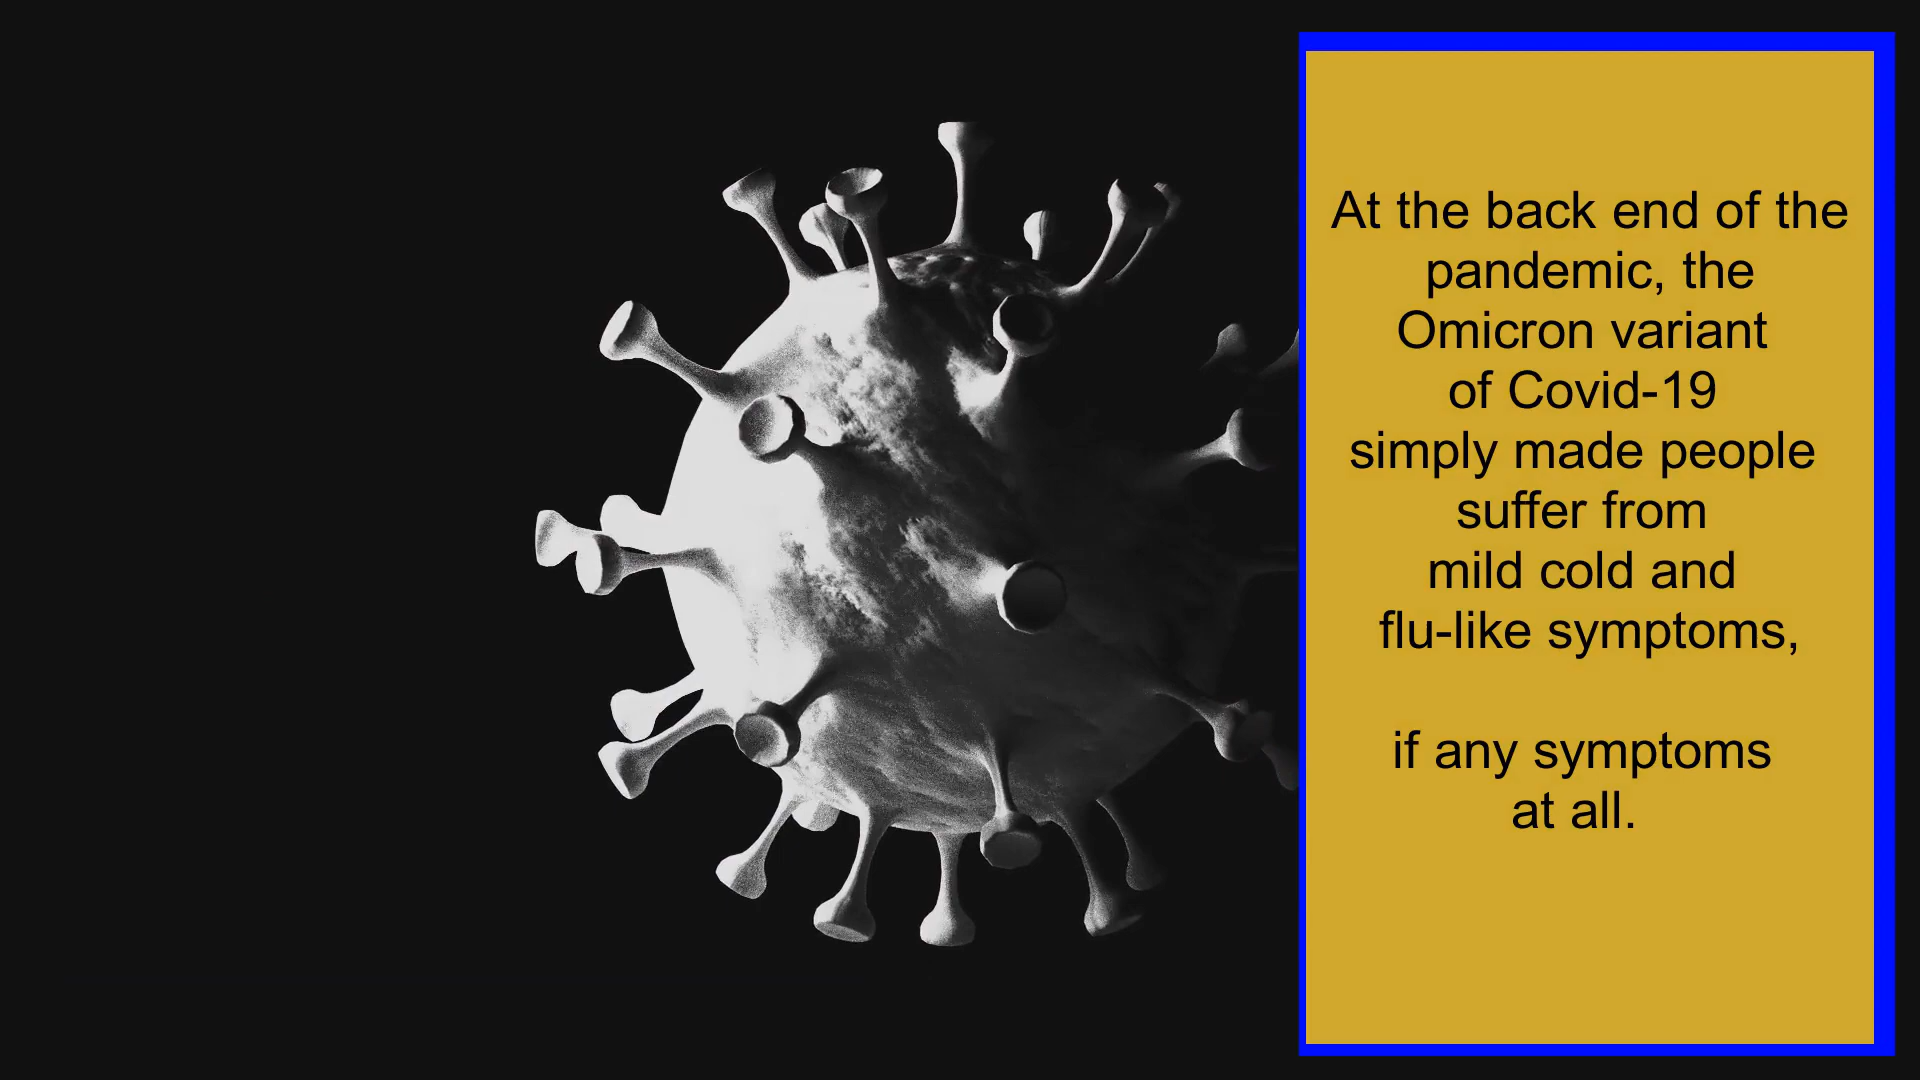 At the back end of the
pandemic, the
Omicron variant
of Covid-19
simply made people
suffer from
mild cold and
flu-like symptoms,
if any symptoms
at all.